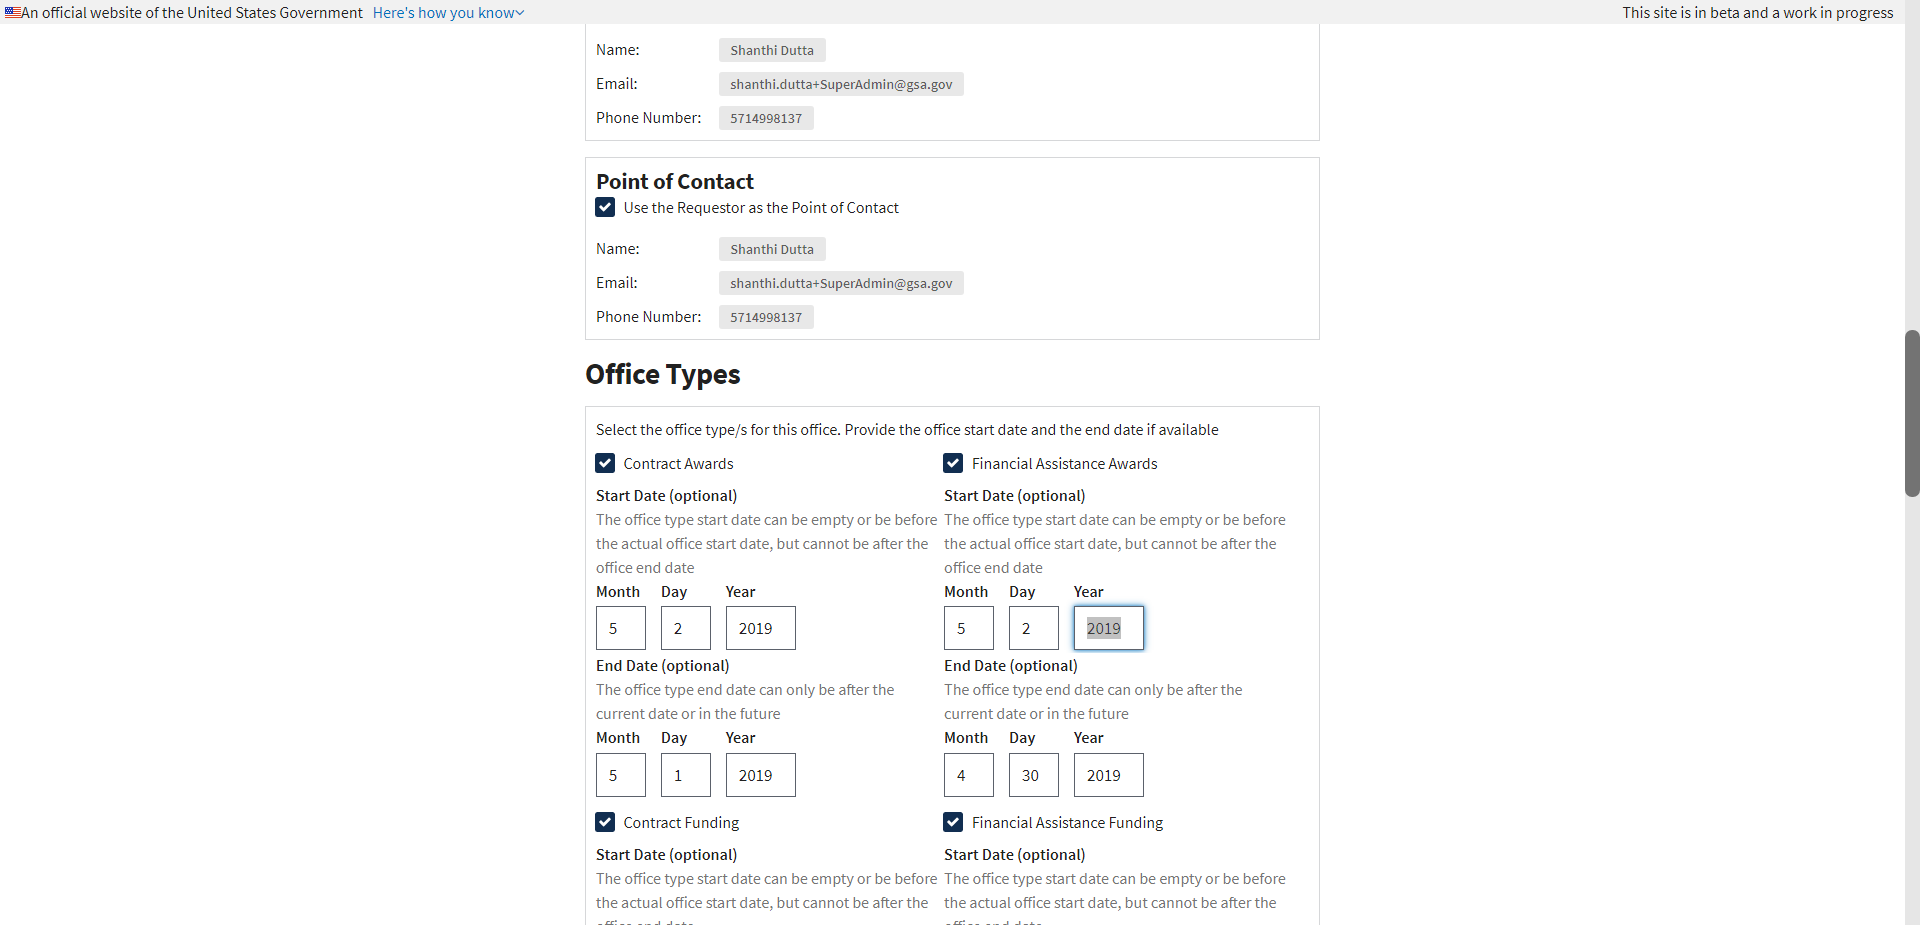 An official website of the United States Government Here's how you know
This site is in beta and a work in progress
Name: Shanthi Dutta
Email: shanthi.dutta+SuperAdmin@gsa.gov
Phone Number: 5714998137
Point of Contact
Use the Requestor as the Point of Contact
Name: Shanthi Dutta
Email: shanthi.dutta+SuperAdmin@gsa.gov
Phone Number: 5714998137
Office Types
Select the office type/s for this office. Provide the office start date and the end date if available
Contract Awards
Start Date (optional)
The office type start date can be empty or be before
the actual office start date, but cannot be after the
office end date
Month Day Year
5 2 2019
End Date (optional)
The office type end date can only be after the
current date or in the future
Month Day Year
5 1 2019
Financial Assistance Awards
Start Date (optional)
The office type start date can be empty or be before
the actual office start date, but cannot be after the
office end date
Month Day Year
5 2 2019
End Date (optional)
The office type end date can only be after the
current date or in the future
Month Day Year
4 30 2019
Contract Funding
Start Date (optional)
The office type start date can be empty or be before
the actual office start date, but cannot be after the
Financial Assistance Funding
Start Date (optional)
The office type start date can be empty or be before
the actual office start date, but cannot be after the